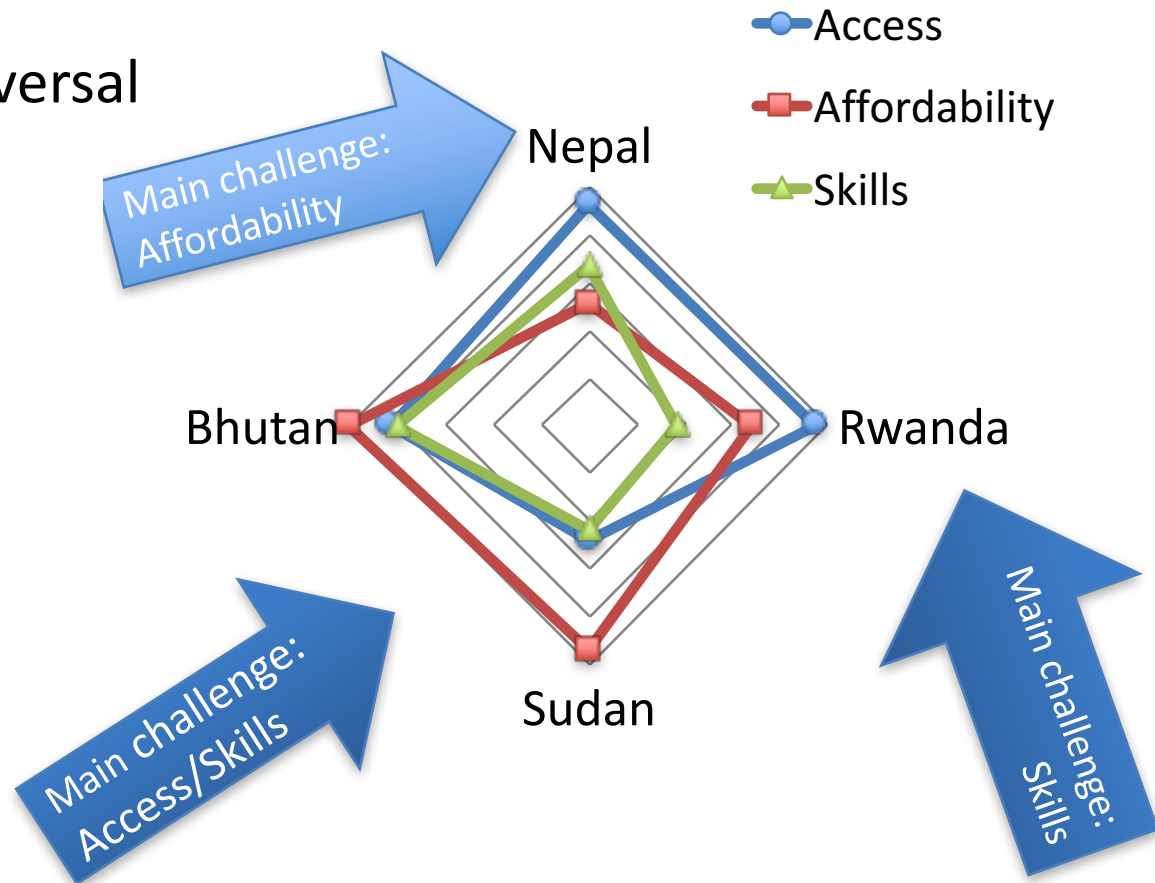 Access
versal
Affordability
Nepal
Skills
Main challenge:
Affordability
Bhutan
Rwanda
Sudan
Main challenge:
Access/Skills
Main challenge:
Skills